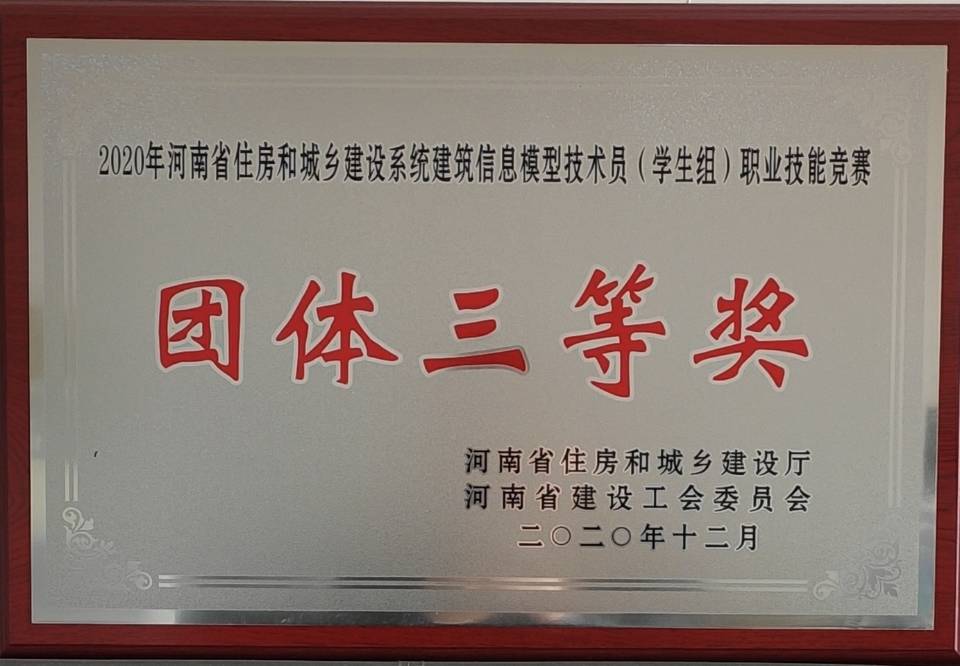 2020年河南省住房和城乡建设系统建筑信息模型技术员（学生组）职业技能竞赛
团体三等奖
河南省住房和城乡建设厅
河南省建设工会委员会
二〇二〇年十二月